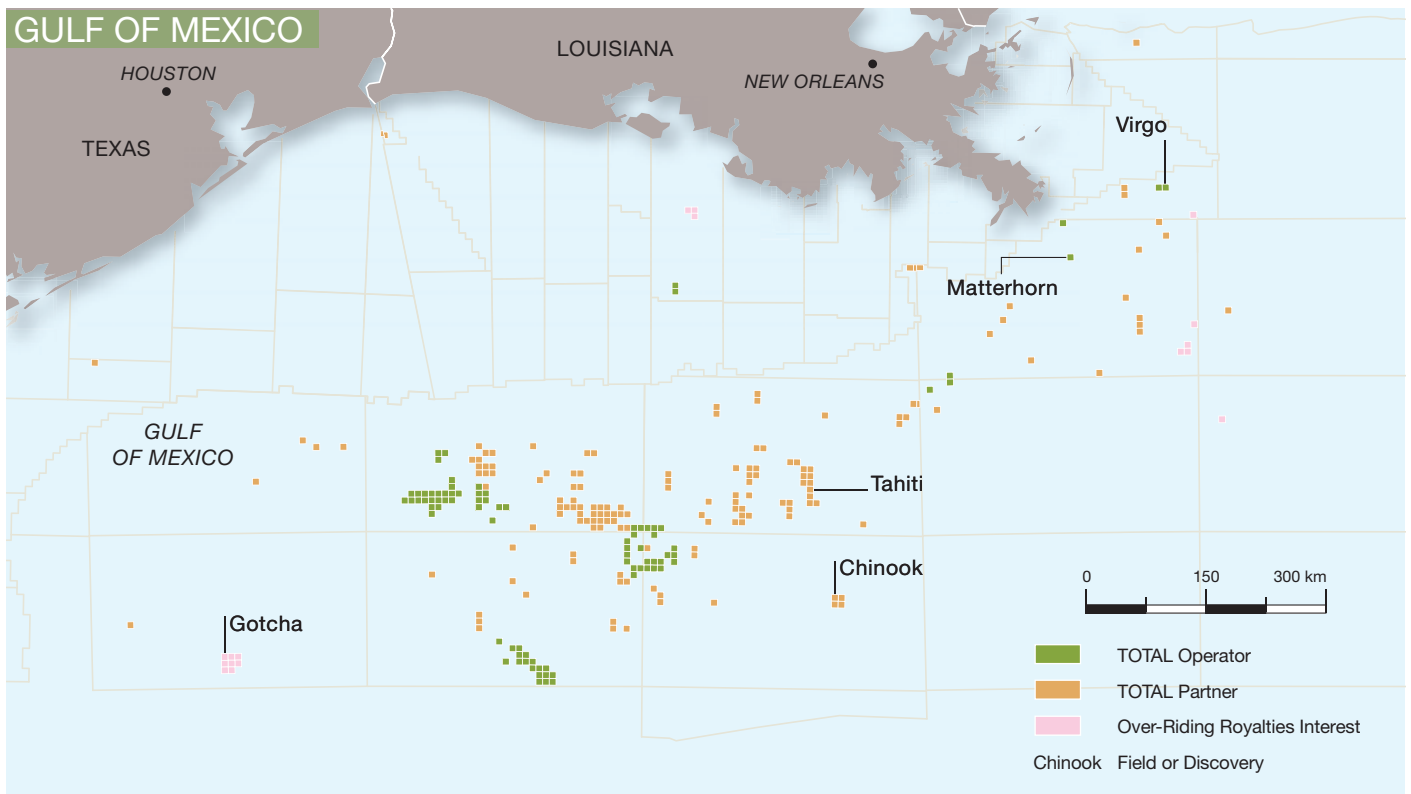 GULF OF MEXICO
LOUISIANA
HOUSTON
NEW ORLEANS
TEXAS
Virgo
Matterhorn
GULF
OF MEXICO
Tahiti
Chinook
Gotcha
0 150 300 km
TOTAL Operator
TOTAL Partner
Over-Riding Royalties Interest
Chinook Field or Discovery